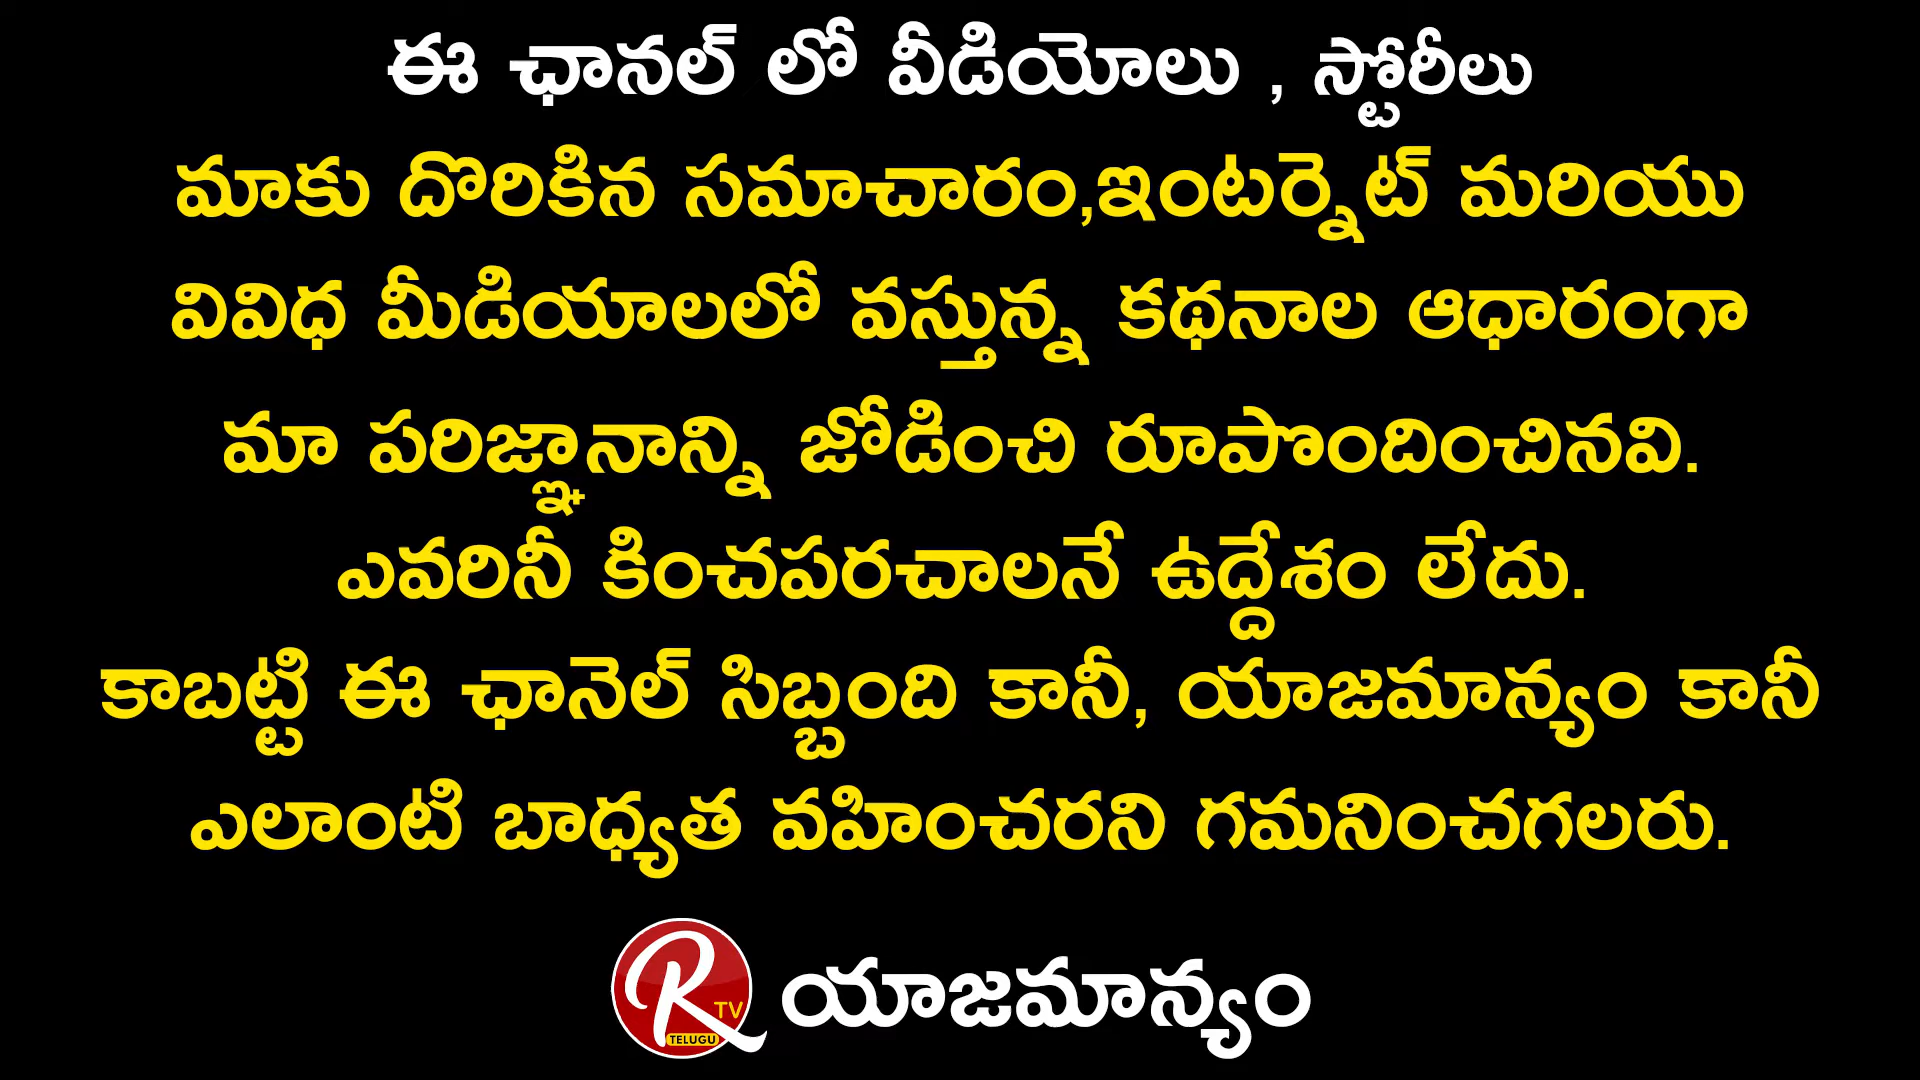 ఈ ఛానల్ లో వీడియోలు , స్టోరీలు
మాకు దొరికిన సమాచారం,ఇంటర్నెట్ మరియు
వివిధ మీడియాలలో వస్తున్న కథనాల ఆధారంగా
మా పరిజ్ఞానాన్ని జోడించి రూపొందించినవి.
ఎవరినీ కించపరచాలనే ఉద్దేశం లేదు.
కాబట్టి ఈ ఛానెల్ సిబ్బంది కానీ, యాజమాన్యం కానీ
ఎలాంటి బాధ్యత వహించరని గమనించగలరు.
R TV TELUGU యాజమాన్యం